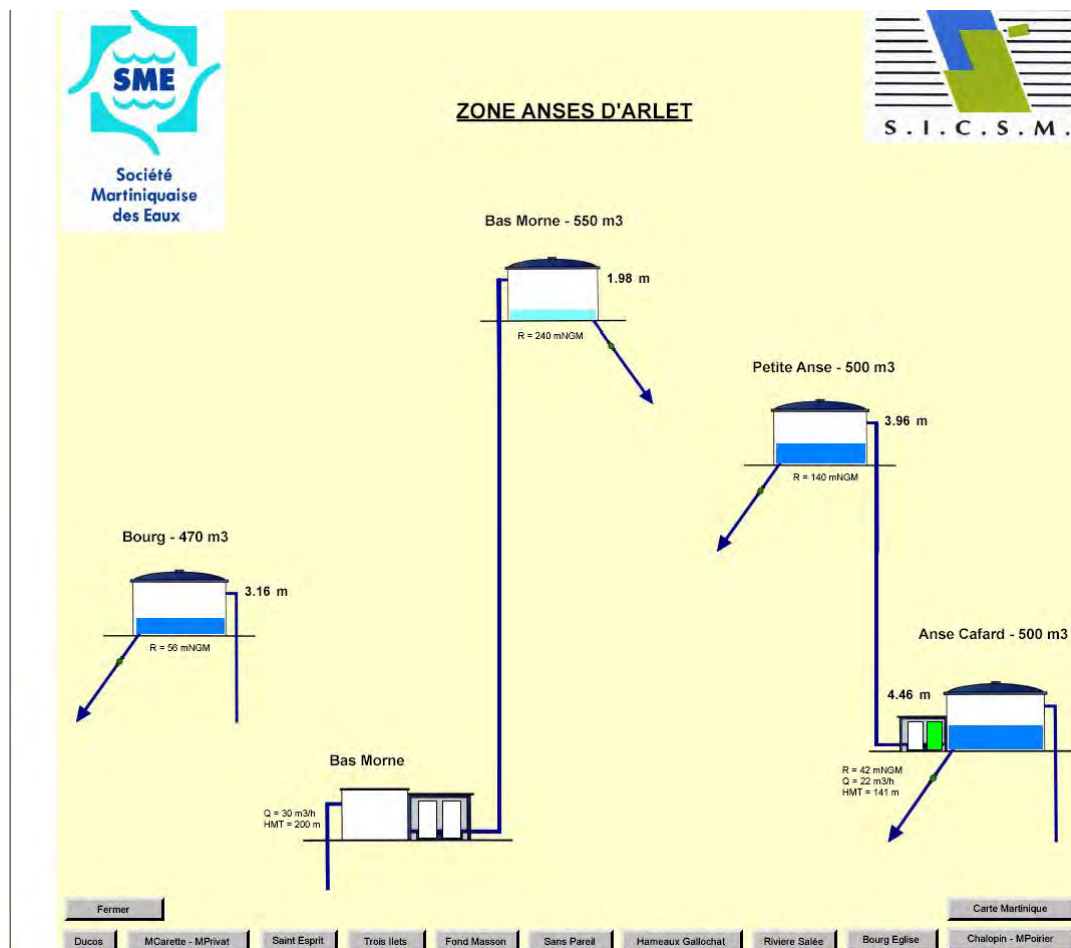 SME
Société
Martiniquaise
des Eaux
ZONE ANSES D'ARLET
S. I. C. S. M.
Bas Morne - 550 m3
1.98 m
R = 240 mNGM
Petite Anse - 500 m3
3.96 m
R = 140 mNGM
Bourg - 470 m3
3.16 m
R = 56 mNGM
Anse Cafard - 500 m3
4.46 m
R = 42 mNGM
Q = 22 m3/h
HMT = 141 m
Bas Morne
Q = 30 m3/h
HMT = 200 m
Fermer
Carte Martinique
Ducos
MCarette - MPrivat
Saint Esprit
Trois Ilets
Fond Masson
Sans Pareil
Hameaux Gallochat
Riviere Salée
Bourg Eglise
Chalopin - MPoirier